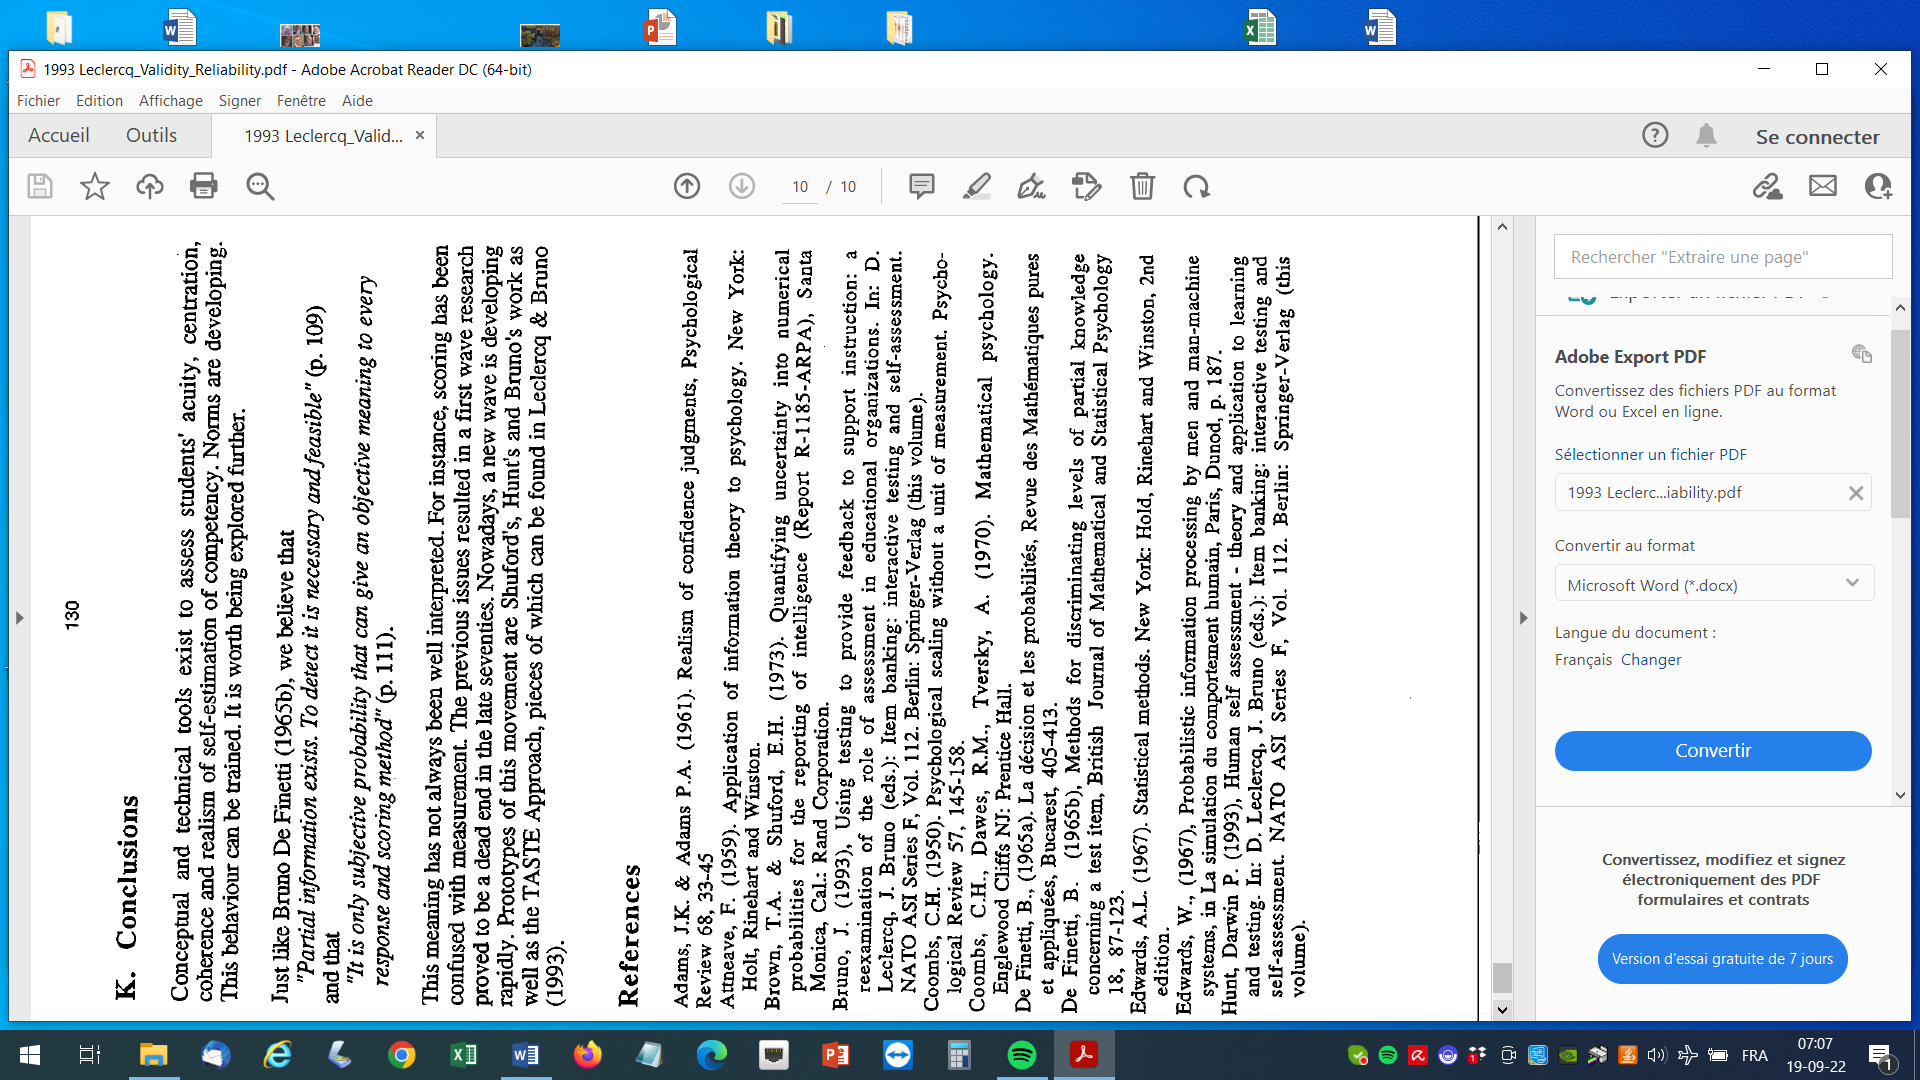 1993 Leclercq_Validity_Reliability.pdf - Adobe Acrobat Reader DC (64-bit)
Fichier Edition Affichage Signer Fenêtre Aide
Accueil Outils 1993 Leclercq_Valid... ×
Se connecter
10 / 10
130
K. Conclusions
Conceptual and technical tools exist to assess students' acuity, centration,
coherence and realism of self-estimation of competency. Norms are developing.
This behaviour can be trained. It is worth being explored further.
Just like Bruno De Finetti (1965b), we believe that
"Partial information exists. To detect it is necessary and feasible" (p. 109)
and that
"It is only subjective probability that can give an objective meaning to every
response and scoring method" (p. 111).
This meaning has not always been well interpreted. For instance, scoring has been
confused with measurement. The previous issues resulted in a first wave research
proved to be a dead end in the late seventies. Nowadays, a new wave is developing
rapidly. Prototypes of this movement are Shuford's, Hunt's and Bruno's work as
well as the TASTE Approach, pieces of which can be found in Leclercq & Bruno
(1993).
References
Adams, J.K. & Adams P.A. (1961). Realism of confidence judgments, Psychological
Review 68, 33-45
Attneave, F. (1959). Application of information theory to psychology. New York:
Holt, Rinehart and Winston.
Brown, T.A. & Shuford, E.H. (1973). Quantifying uncertainty into numerical
probabilities for the reporting of intelligence (Report R-1185-ARPA), Santa
Monica, Cal.: Rand Corporation.
Bruno, J. (1993), Using testing to provide feedback to support instruction: a
reexamination of the role of assessment in educational organizations. In: D.
Leclercq, J. Bruno (eds.): Item banking: interactive testing and self-assessment.
NATO ASI Series F, Vol. 112. Berlin: Springer-Verlag (this volume).
Coombs, C.H. (1950). Psychological scaling without a unit of measurement. Psycho-
logical Review 57, 145-158.
Coombs, C.H., Dawes, R.M., Tversky, A. (1970). Mathematical psychology.
Englewood Cliffs NJ: Prentice Hall.
De Finetti, B., (1965a). La décision et les probabilités, Revue des Mathématiques pures
et appliquées, Bucarest, 405-413.
De Finetti, B. (1965b), Methods for discriminating levels of partial knowledge
concerning a test item, British Journal of Mathematical and Statistical Psychology
18, 87-123.
Edwards, A.L. (1967). Statistical methods. New York: Hold, Rinehart and Winston, 2nd
edition.
Edwards, W., (1967), Probabilistic information processing by men and man-machine
systems, in La simulation du comportement humain, Paris, Dunod, p. 187.
Hunt, Darwin P. (1993), Human self assessment - theory and application to learning
and testing. In: D. Leclercq, J. Bruno (eds.): Item banking: interactive testing and
self-assessment. NATO ASI Series F, Vol. 112. Berlin: Springer-Verlag (this
volume).
Rechercher "Extraire une page"
Adobe Export PDF
Convertissez des fichiers PDF au format
Word ou Excel en ligne.
Sélectionner un fichier PDF
1993 Leclerc...iability.pdf
Convertir au format
Microsoft Word (*.docx)
Langue du document :
Français Changer
Convertir
Convertissez, modifiez et signez
électroniquement des PDF
formulaires et contrats
Version d'essai gratuite de 7 jours
FRA
07:07
19-09-22
1